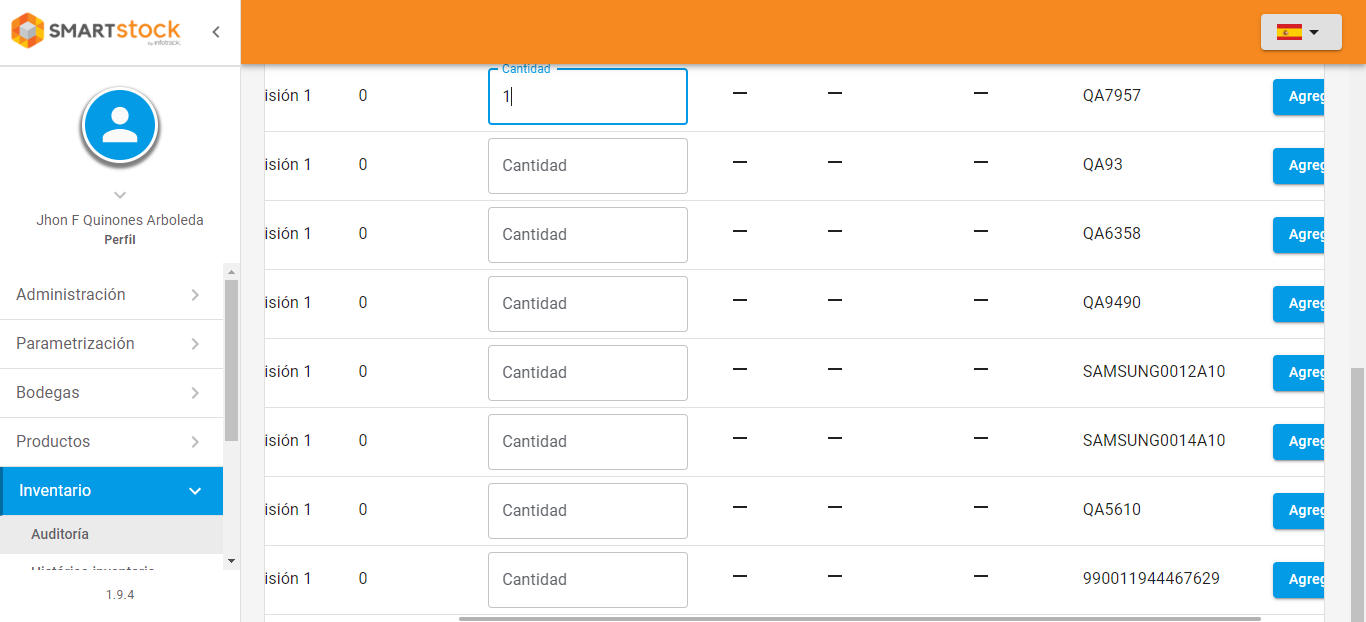 SMARTstock
by infotrack.
Jhon F Quinones Arboleda
Perfil
Administración
Parametrización
Bodegas
Productos
Inventario
Auditoría
Histórico inventario
1.9.4
Cantidad
isión 1 0 1 — — — QA7957 Agreg
isión 1 0 Cantidad — — — QA93 Agreg
isión 1 0 Cantidad — — — QA6358 Agreg
isión 1 0 Cantidad — — — QA9490 Agreg
isión 1 0 Cantidad — — — SAMSUNG0012A10 Agreg
isión 1 0 Cantidad — — — SAMSUNG0014A10 Agreg
isión 1 0 Cantidad — — — QA5610 Agreg
isión 1 0 Cantidad — — — 990011944467629 Agreg